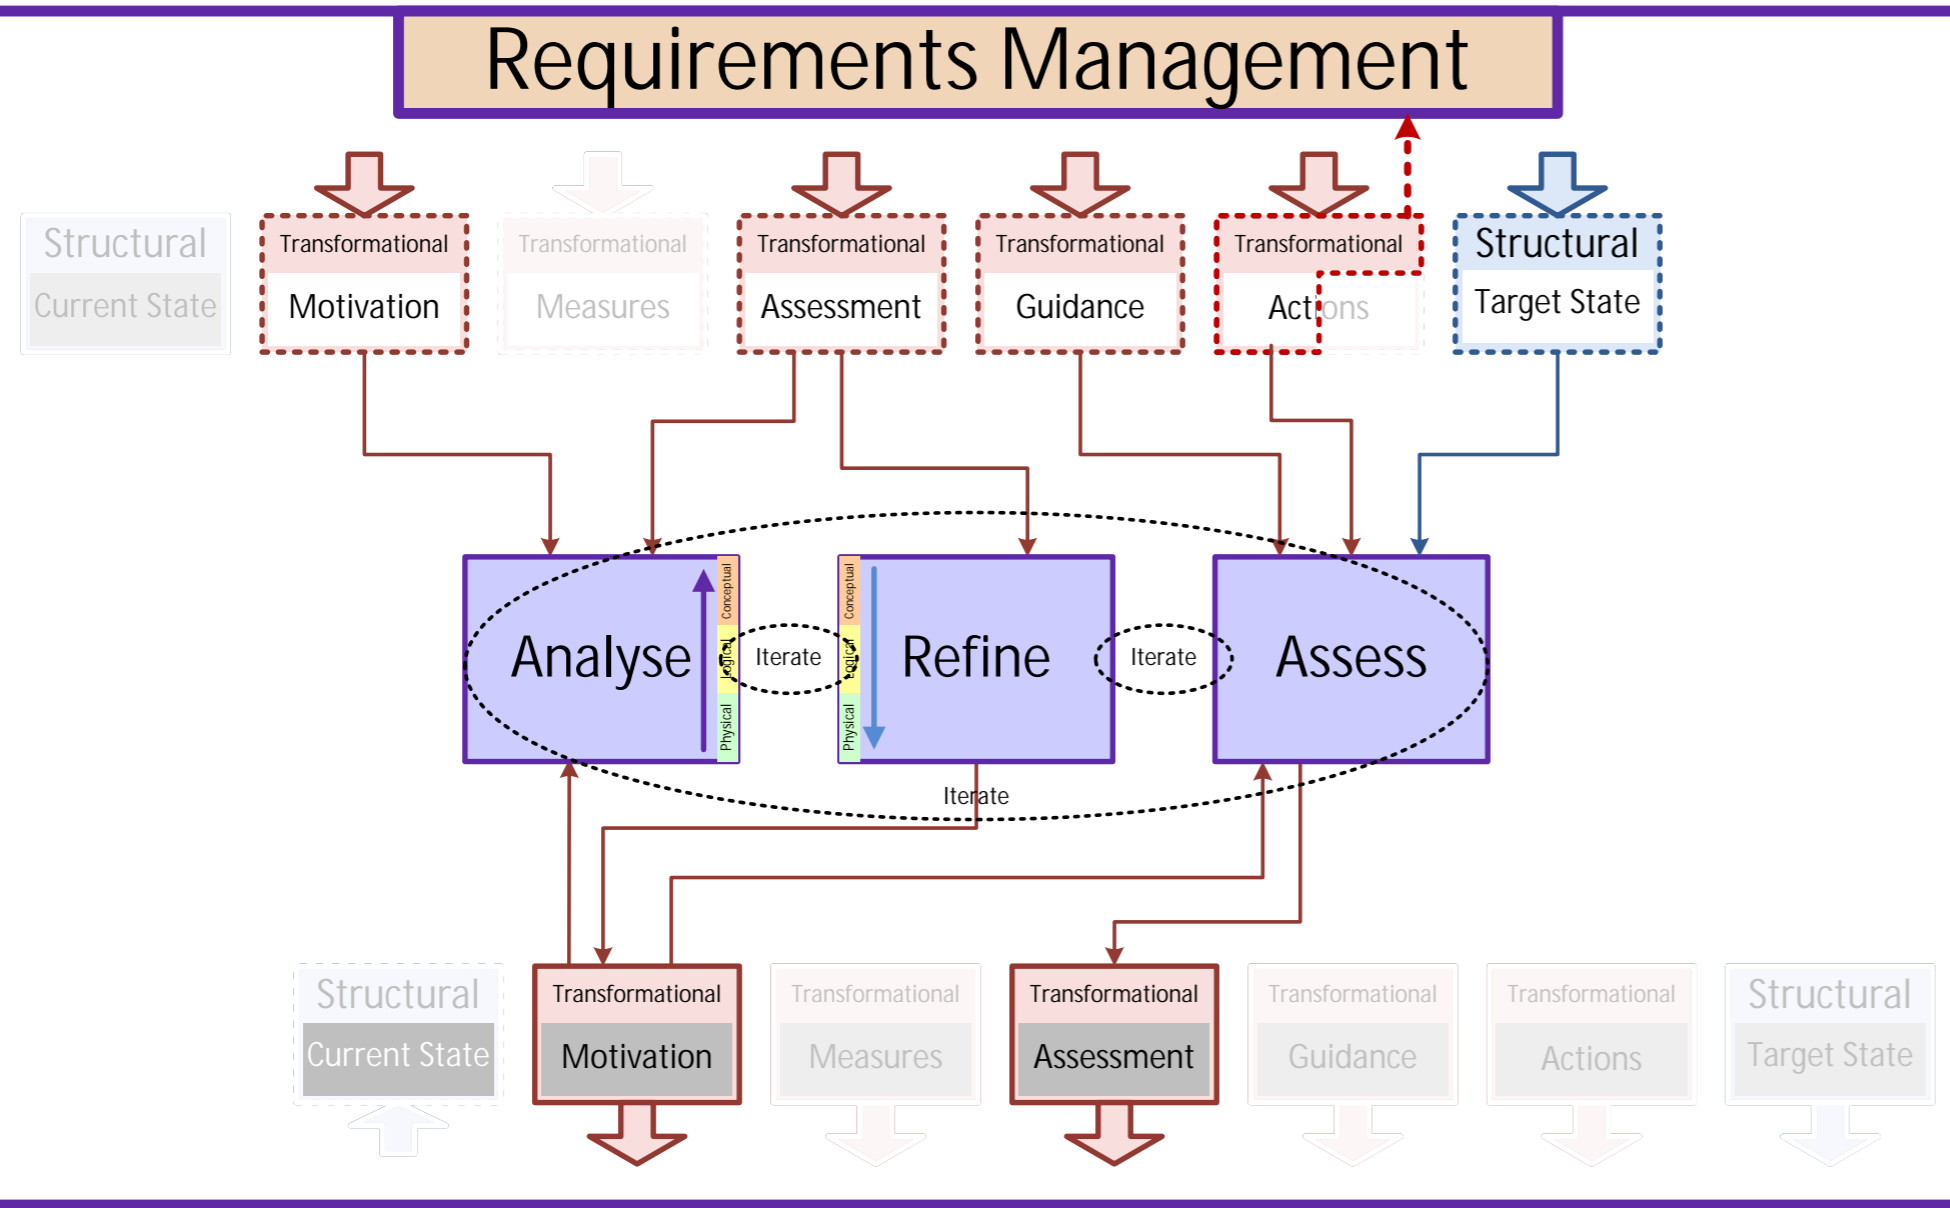 Requirements Management
Structural
Current State
Transformational
Motivation
Transformational
Measures
Transformational
Assessment
Transformational
Guidance
Transformational
Actions
Structural
Target State
Analyse
Conceptual
Logical
Physical
Iterate
Conceptual
Logical
Physical
Refine
Iterate
Assess
Iterate
Structural
Current State
Transformational
Motivation
Transformational
Measures
Transformational
Assessment
Transformational
Guidance
Transformational
Actions
Structural
Target State